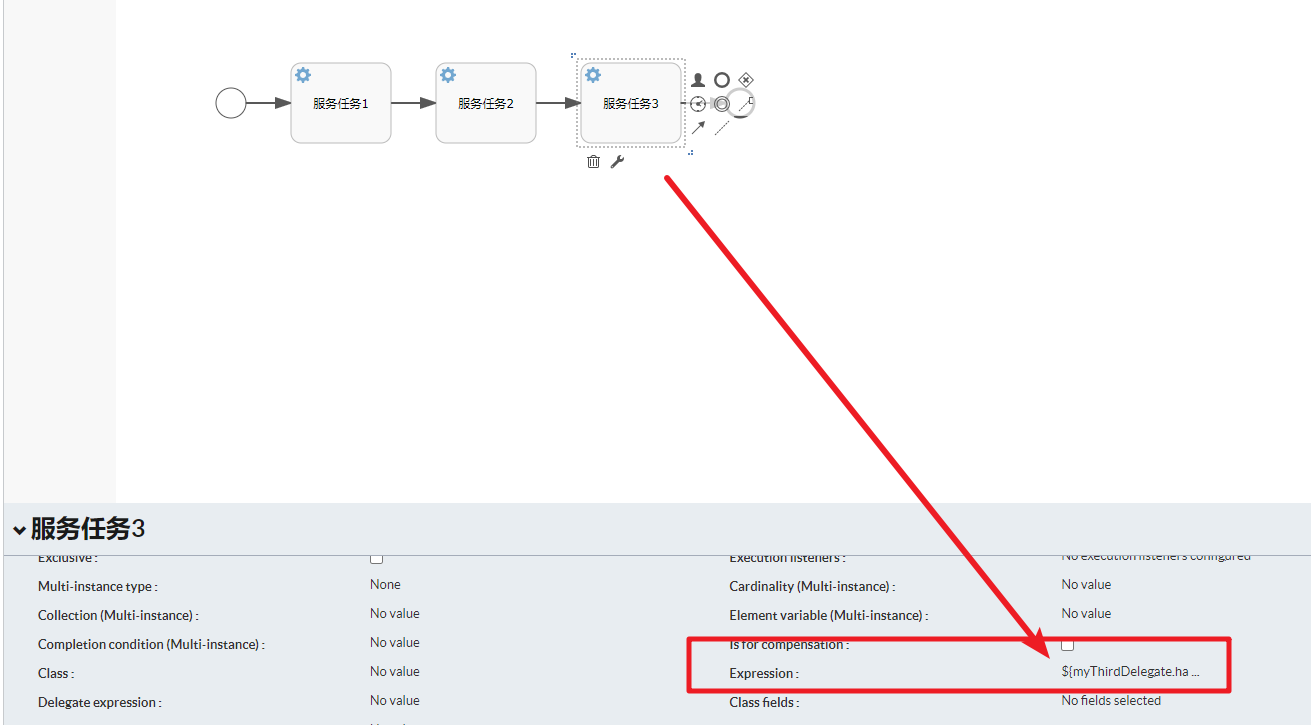 服务任务1
服务任务2
服务任务3
服务任务3
Exclusive :
Execution listeners :
No execution listeners configured
Multi-instance type :
None
Cardinality (Multi-instance) :
No value
Collection (Multi-instance) :
No value
Element variable (Multi-instance) :
No value
Completion condition (Multi-instance) :
No value
Is for compensation :
Class :
No value
Expression :
${myThirdDelegate.ha ...
Delegate expression :
No value
Class fields :
No fields selected